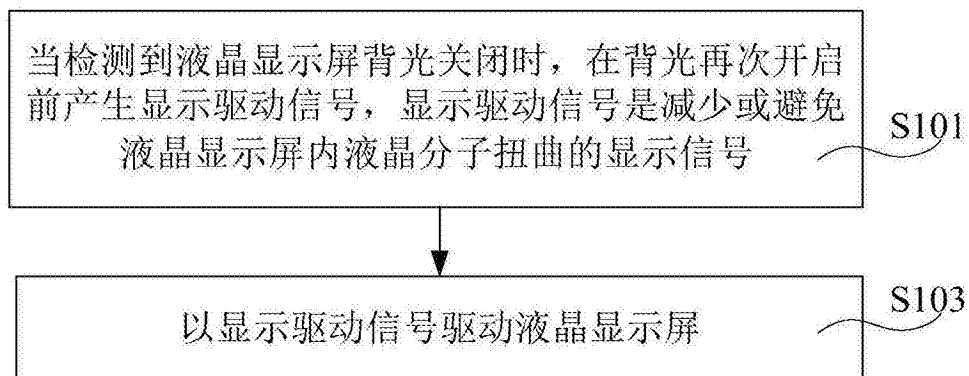 当检测到液晶显示屏背光关闭时，在背光再次开启
前产生显示驱动信号，显示驱动信号是减少或避免
液晶显示屏内液晶分子扭曲的显示信号
S101
以显示驱动信号驱动液晶显示屏
S103